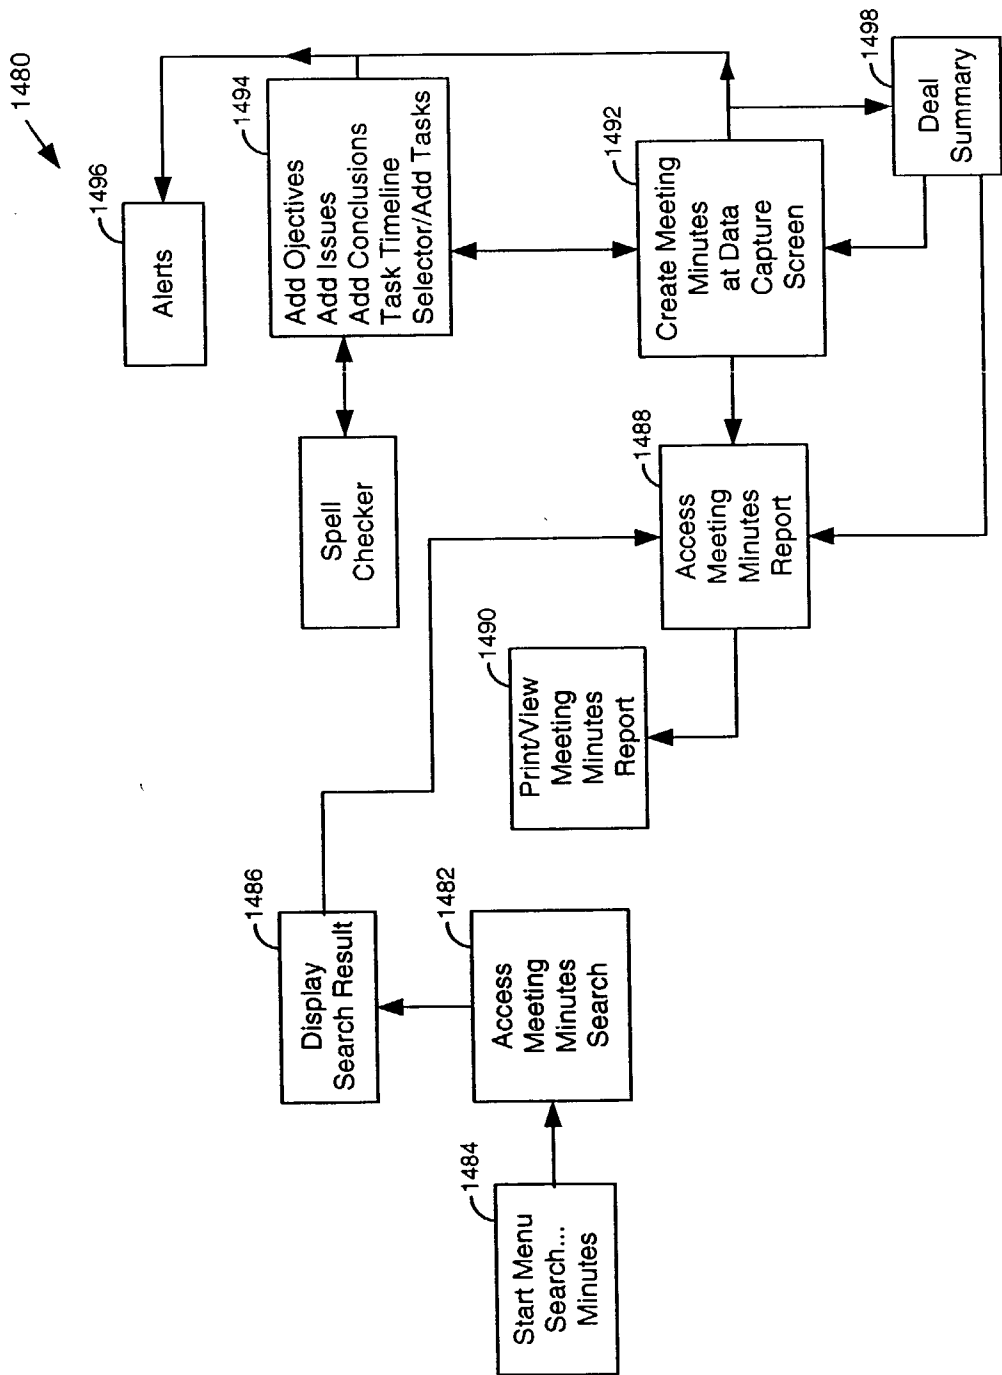 1480
1496
Alerts
1494
Add Ojectives
Add Issues
Add Conclusions
Task Timeline
Selector/Add Tasks
Spell
Checker
1486
Display
Search Result
1484
Start Menu
Search...
Minutes
1482
Access
Meeting
Minutes
Search
1490
Print/View
Meeting
Minutes
Report
1488
Access
Meeting
Minutes
Report
1492
Create Meeting
Minutes
at Data
Capture
Screen
1498
Deal
Summary